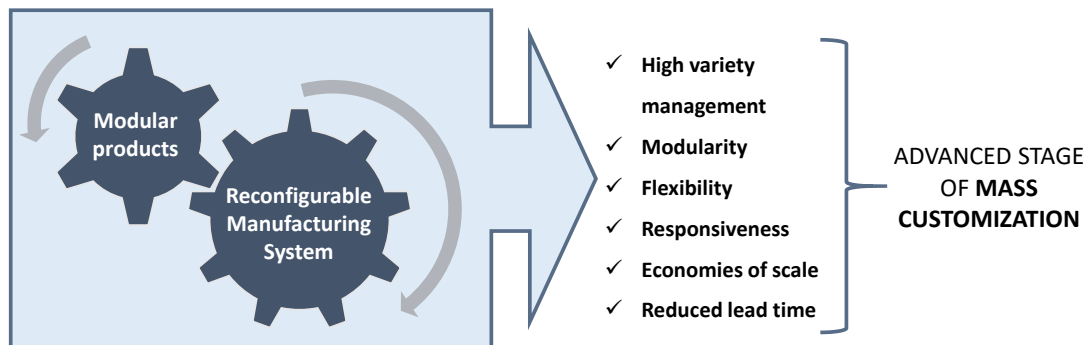 Modular
products
Reconfigurable
Manufacturing
System
✓ High variety
management
✓ Modularity
✓ Flexibility
✓ Responsiveness
✓ Economies of scale
✓ Reduced lead time
ADVANCED STAGE
OF MASS
CUSTOMIZATION